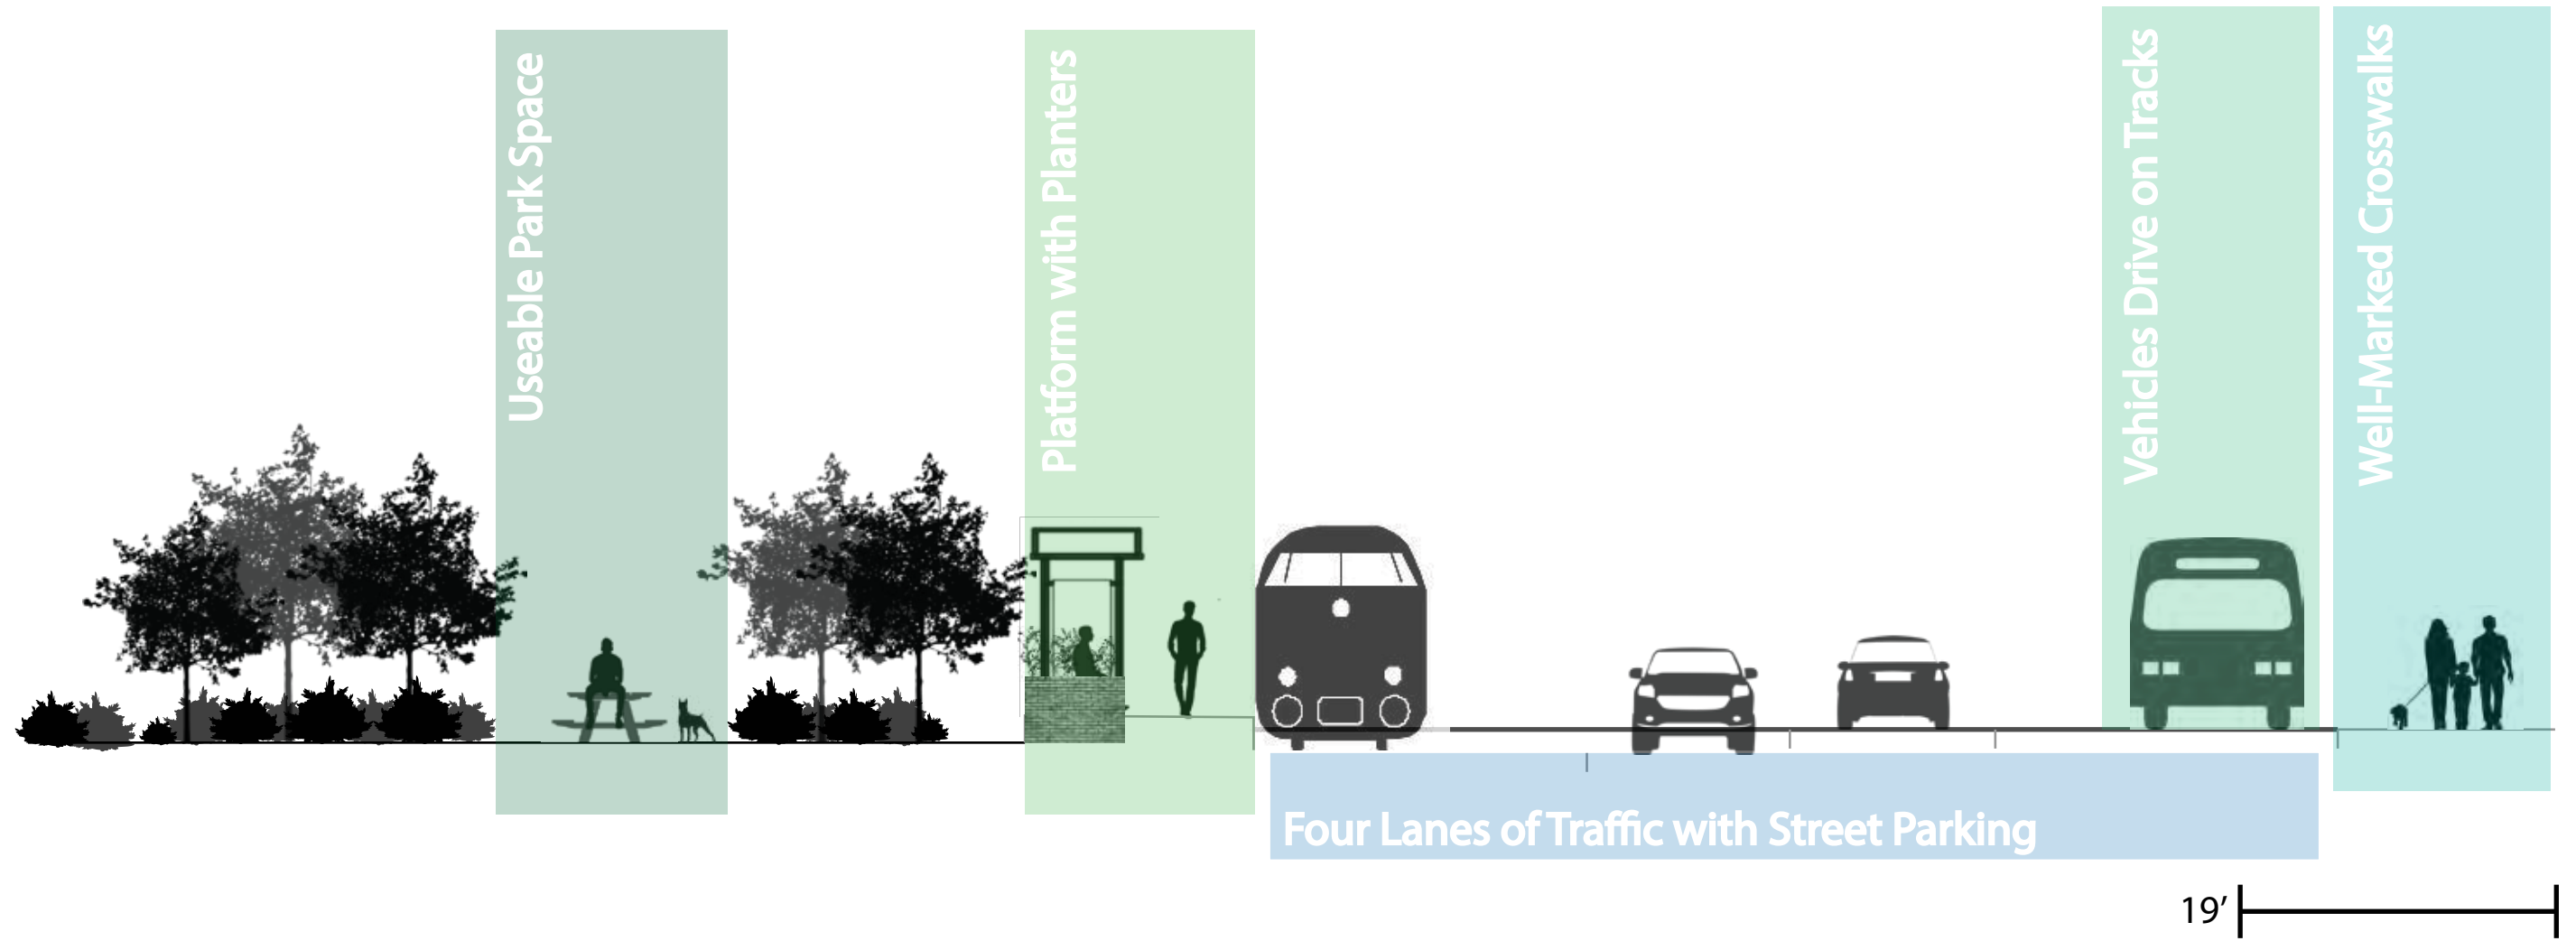 Useable Park Space
Platform with Planters
Vehicles Drive on Tracks
Well-Marked Crosswalks
Four Lanes of Traffic with Street Parking
19’